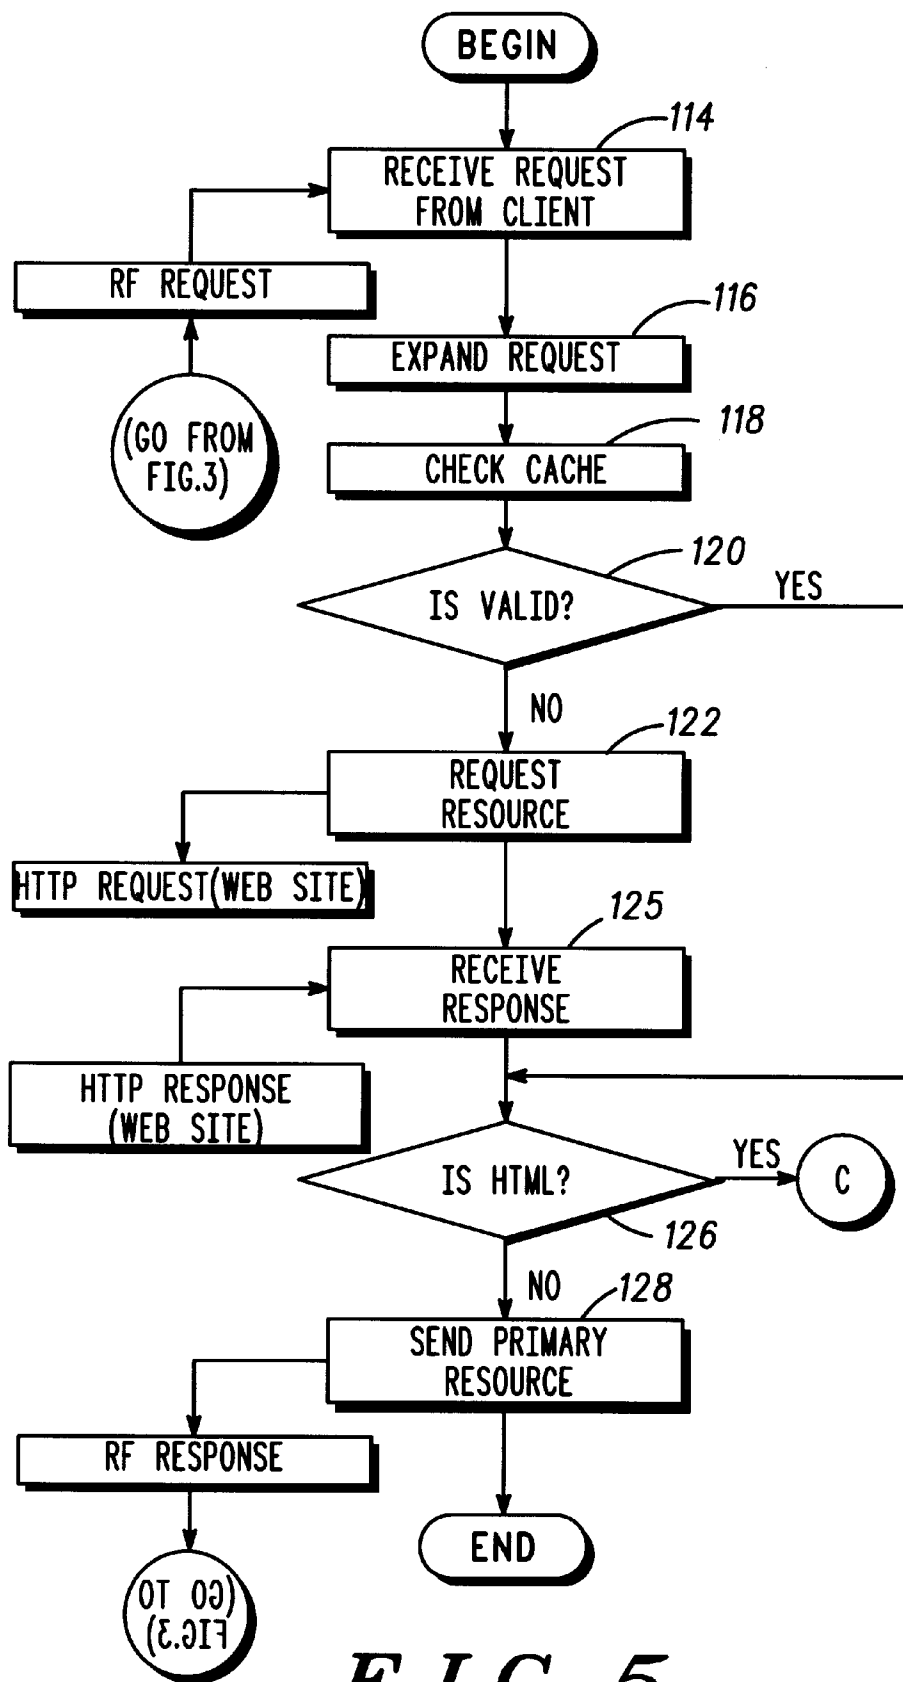 BEGIN
114
RECEIVE REQUEST
FROM CLIENT
RF REQUEST
116
EXPAND REQUEST
(GO FROM
FIG.3)
118
CHECK CACHE
120
IS VALID?
YES
NO
122
REQUEST
RESOURCE
HTTP REQUEST(WEB SITE)
125
RECEIVE
RESPONSE
HTTP RESPONSE
(WEB SITE)
IS HTML?
YES
C
126
NO
128
SEND PRIMARY
RESOURCE
RF RESPONSE
END
(GO TO
FIG.3)
FIG. 5